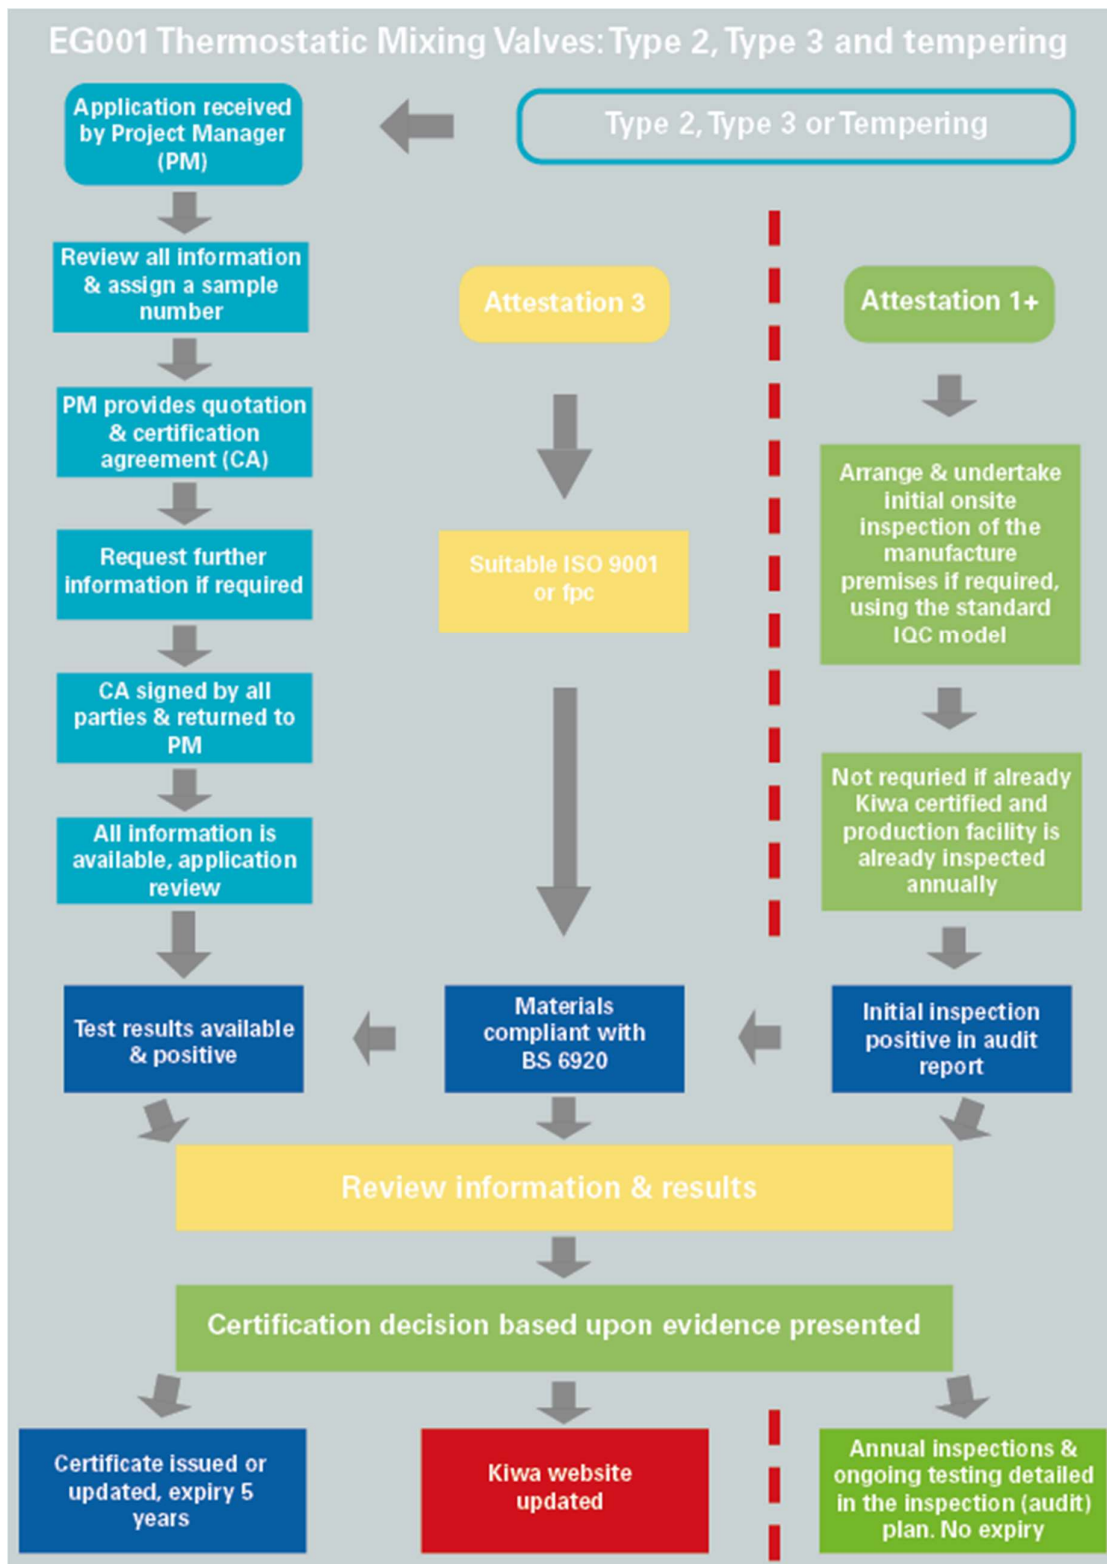 EG001 Thermostatic Mixing Valves: Type 2, Type 3 and tempering
Application received
by Project Manager
(PM)
Type 2, Type 3 or Tempering
Review all information
& assign a sample
number
PM provides quotation
& certification
agreement (CA)
Request further
information if required
CA signed by all
parties & returned to
PM
All information is
available, application
review
Attestation 3
Suitable ISO 9001
or fpc
Attestation 1+
Arrange & undertake
initial onsite
inspection of the
manufacture
premises if required,
using the standard
IQC model
Not requried if already
Kiwa certified and
production facility is
already inspected
annually
Test results available
& positive
Materials
compliant with
BS 6920
Initial inspection
positive in audit
report
Review information & results
Certification decision based upon evidence presented
Certificate issued or
updated, expiry 5
years
Kiwa website
updated
Annual inspections &
ongoing testing detailed
in the inspection (audit)
plan. No expiry